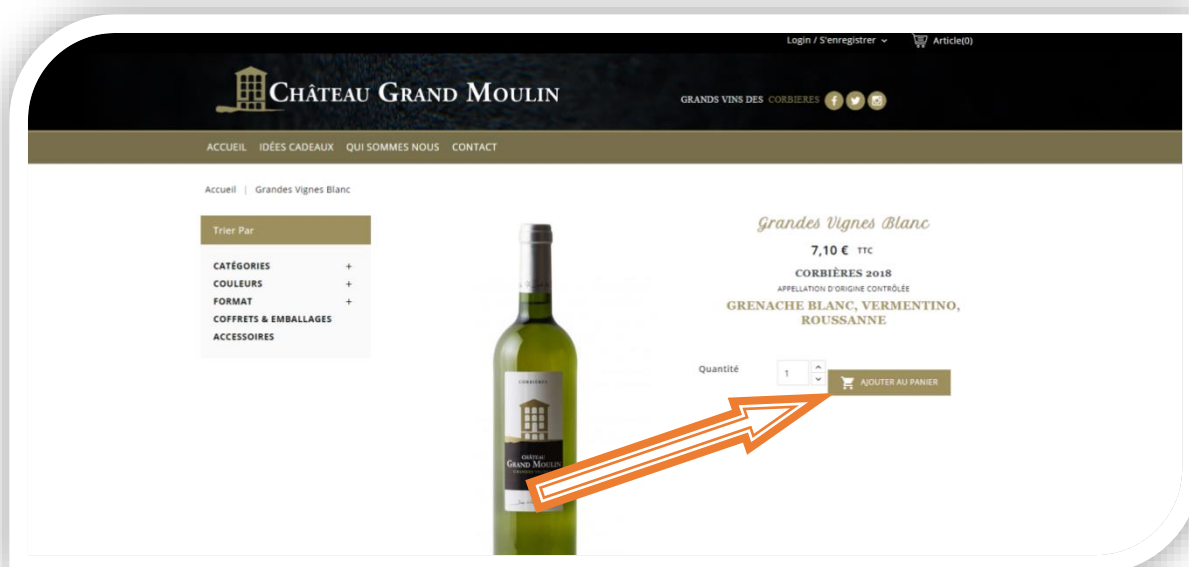 Login / S'enregistrer
Article(0)
CHÂTEAU GRAND MOULIN
GRANDS VINS DES CORBIERES
ACCUEIL IDÉES CADEAUX QUI SOMMES NOUS CONTACT
Accueil | Grandes Vignes Blanc
Trier Par
CATÉGORIES +
COULEURS +
FORMAT +
COFFRETS & EMBALLAGES
ACCESSOIRES
CORBIÈRES
CHÂTEAU
GRAND MOULIN
Grandes Vignes Blanc
7,10 € TTC
CORBIÈRES 2018
APPELLATION D'ORIGINE CONTRÔLÉE
GRENACHE BLANC, VERMENTINO,
ROUSSANNE
Quantité 1 AJOUTER AU PANIER